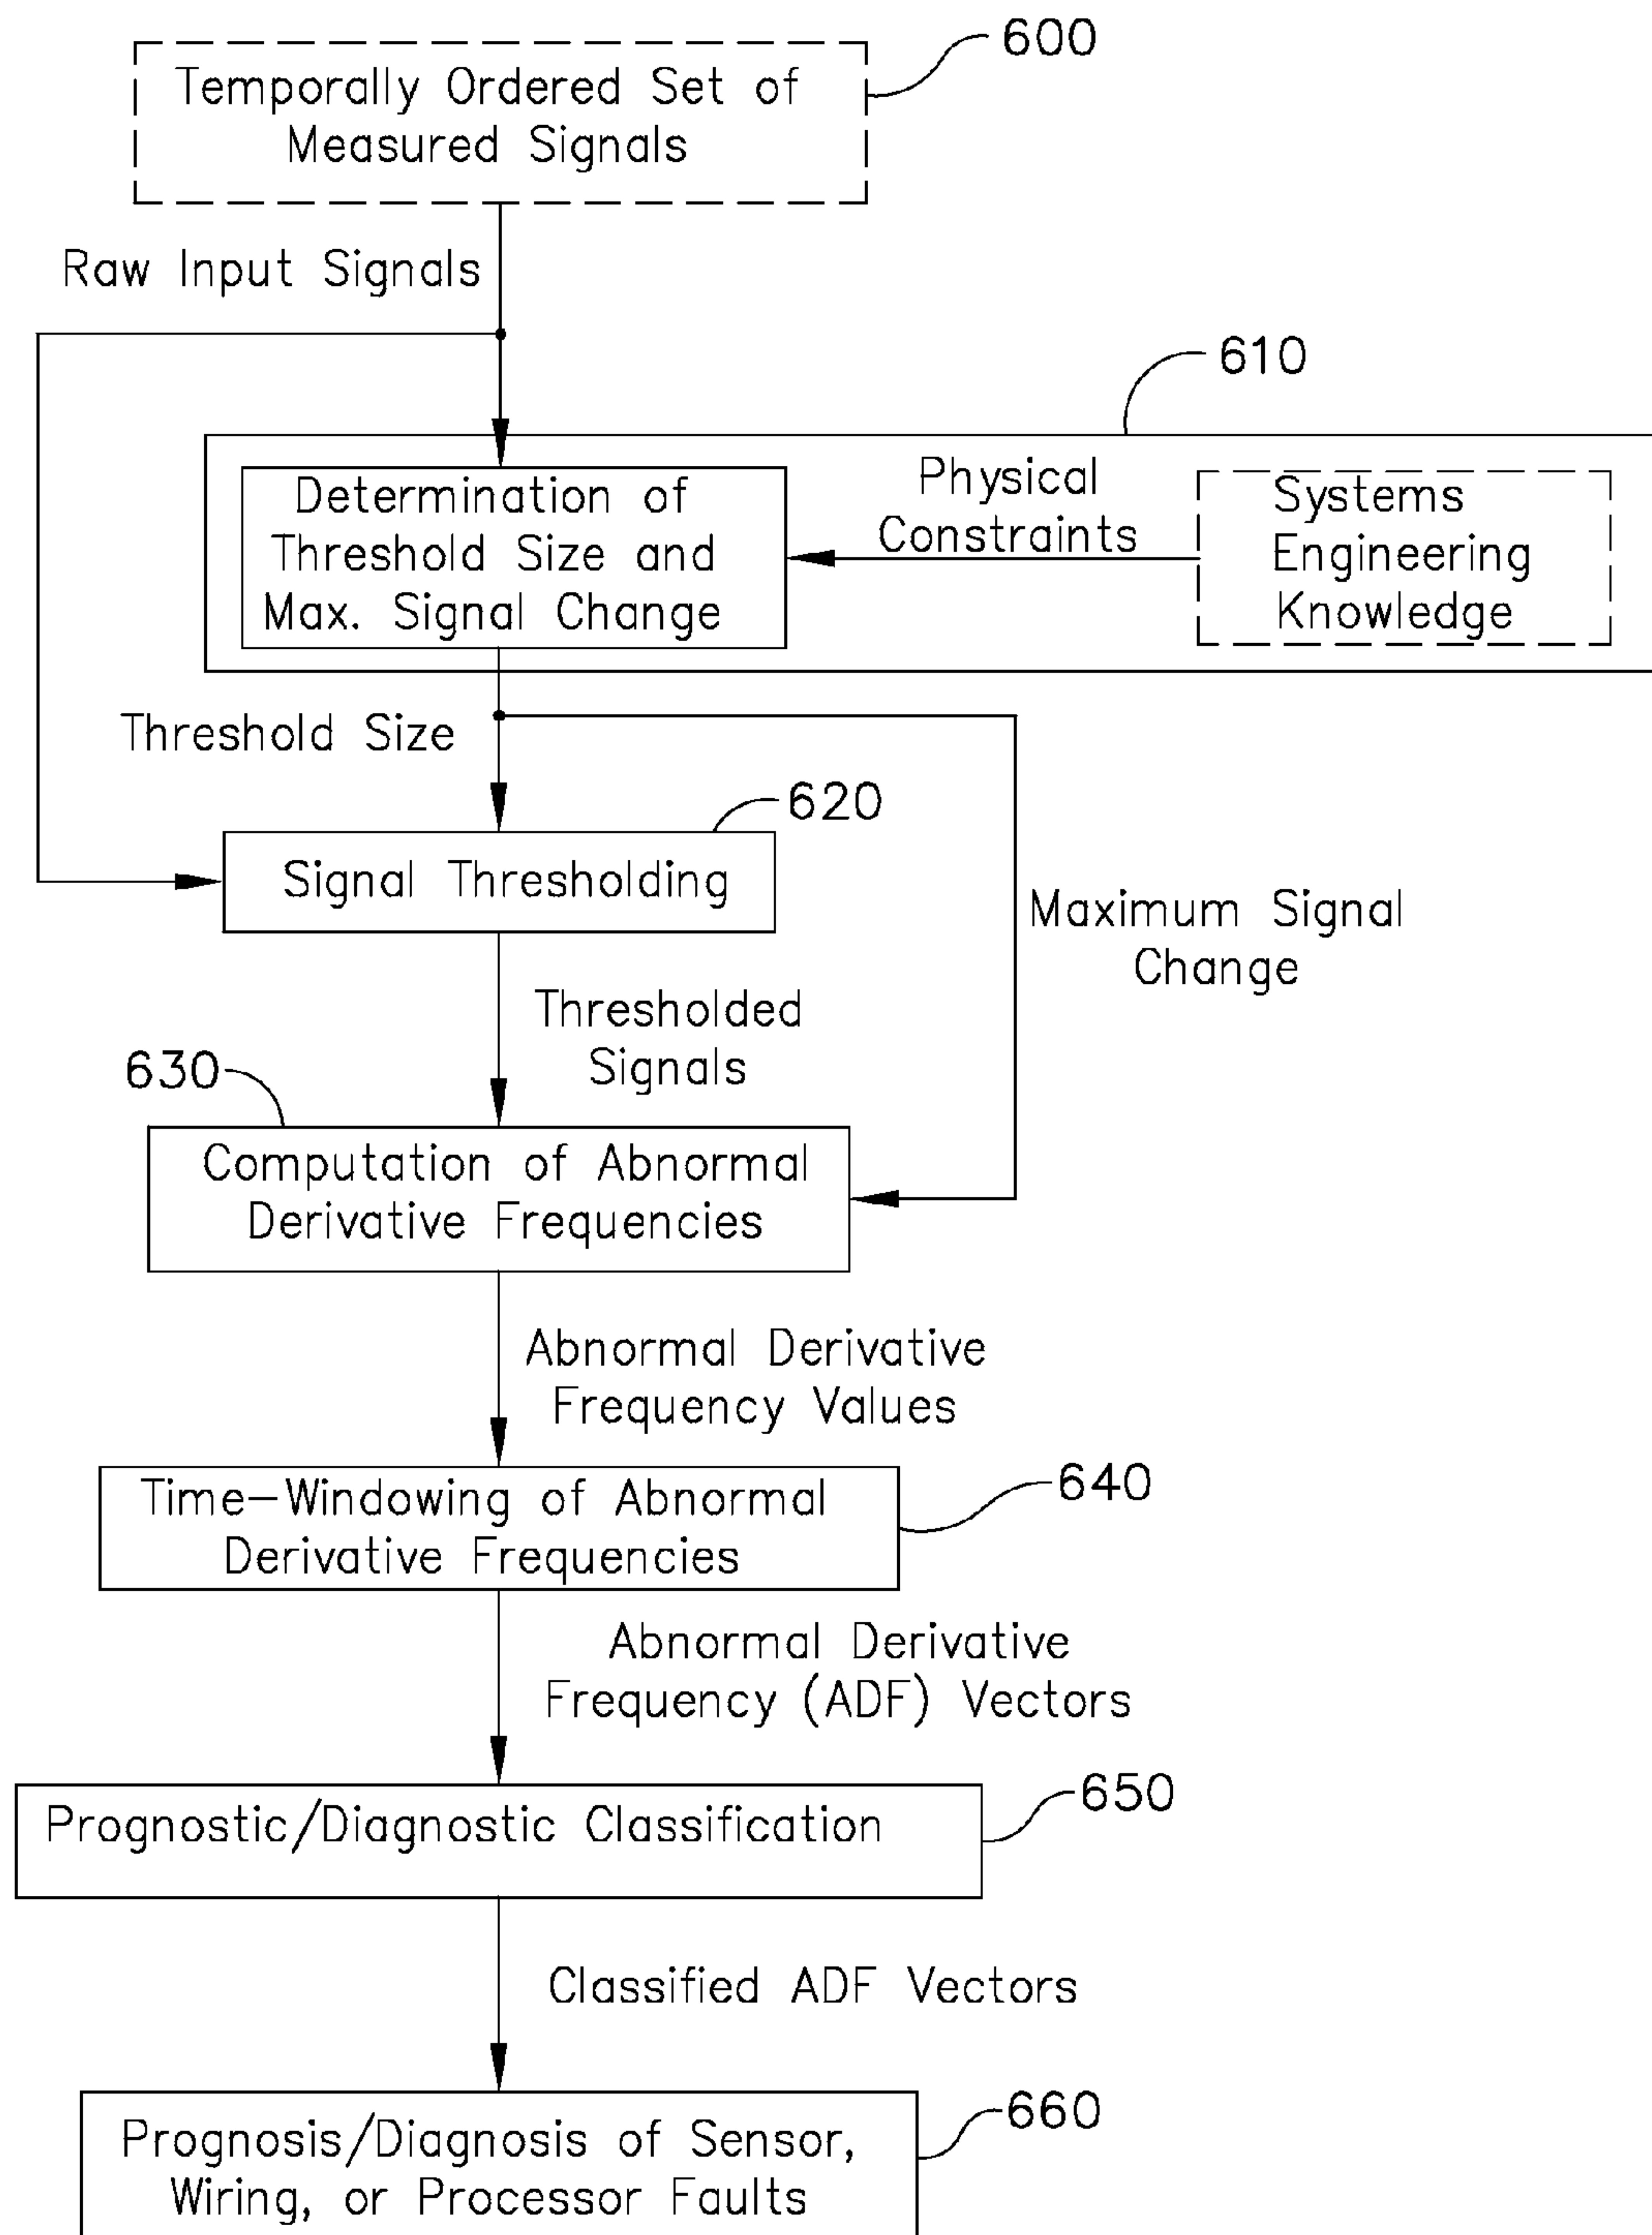 600
Temporally Ordered Set of
Measured Signals
Raw Input Signals
610
Determination of
Threshold Size and
Max. Signal Change
Physical
Constraints
Systems
Engineering
Knowledge
Threshold Size
620
Signal Thresholding
Maximum Signal
Change
Thresholded
Signals
630
Computation of Abnormal
Derivative Frequencies
Abnormal Derivative
Frequency Values
640
Time-Windowing of Abnormal
Derivative Frequencies
Abnormal Derivative
Frequency (ADF) Vectors
650
Prognostic/Diagnostic Classification
Classified ADF Vectors
660
Prognosis/Diagnosis of Sensor,
Wiring, or Processor Faults